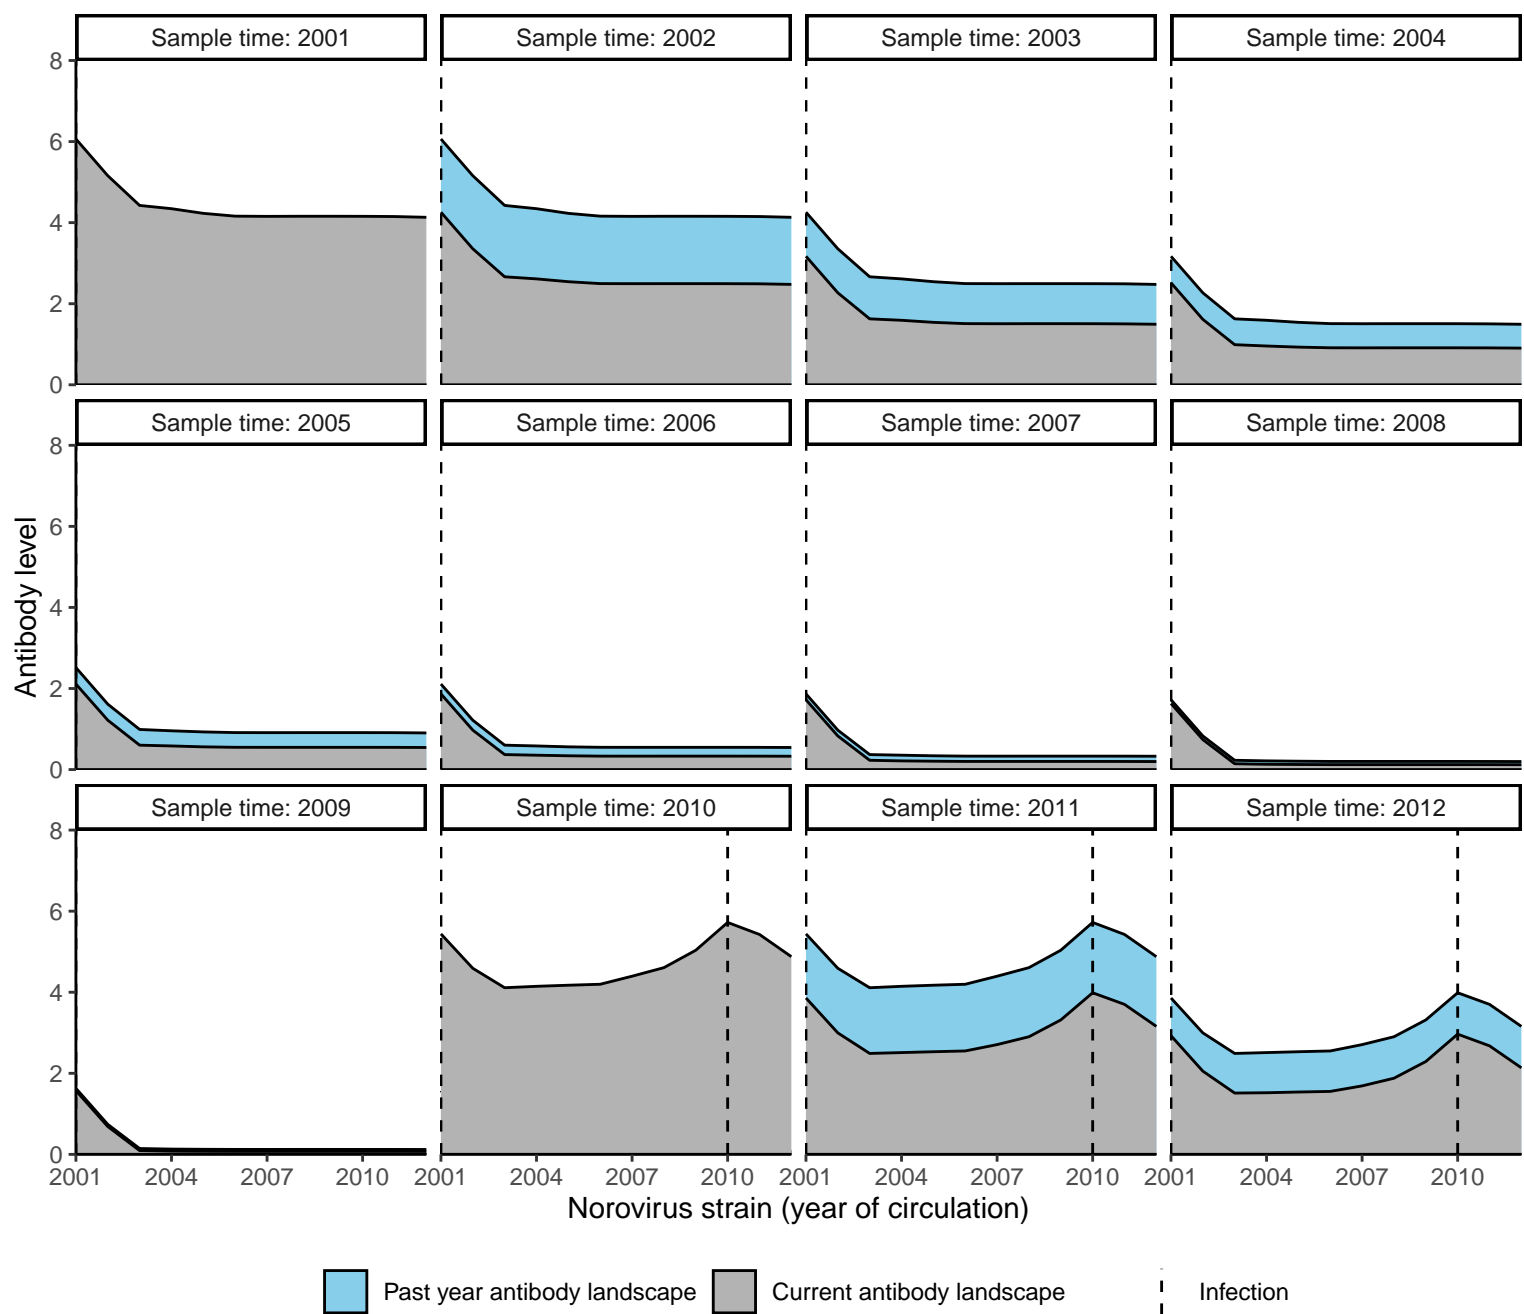 Sample time: 2001
Sample time: 2002
Sample time: 2003
Sample time: 2004
8
6
4
2
0
Sample time: 2005
Sample time: 2006
Sample time: 2007
Sample time: 2008
8
6
4
2
0
Sample time: 2009
Sample time: 2010
Sample time: 2011
Sample time: 2012
8
6
4
2
0
Antibody level
2001 2004 2007 2010
2001 2004 2007 2010
2001 2004 2007 2010
2001 2004 2007 2010
Norovirus strain (year of circulation)
Past year antibody landscape
Current antibody landscape
Infection